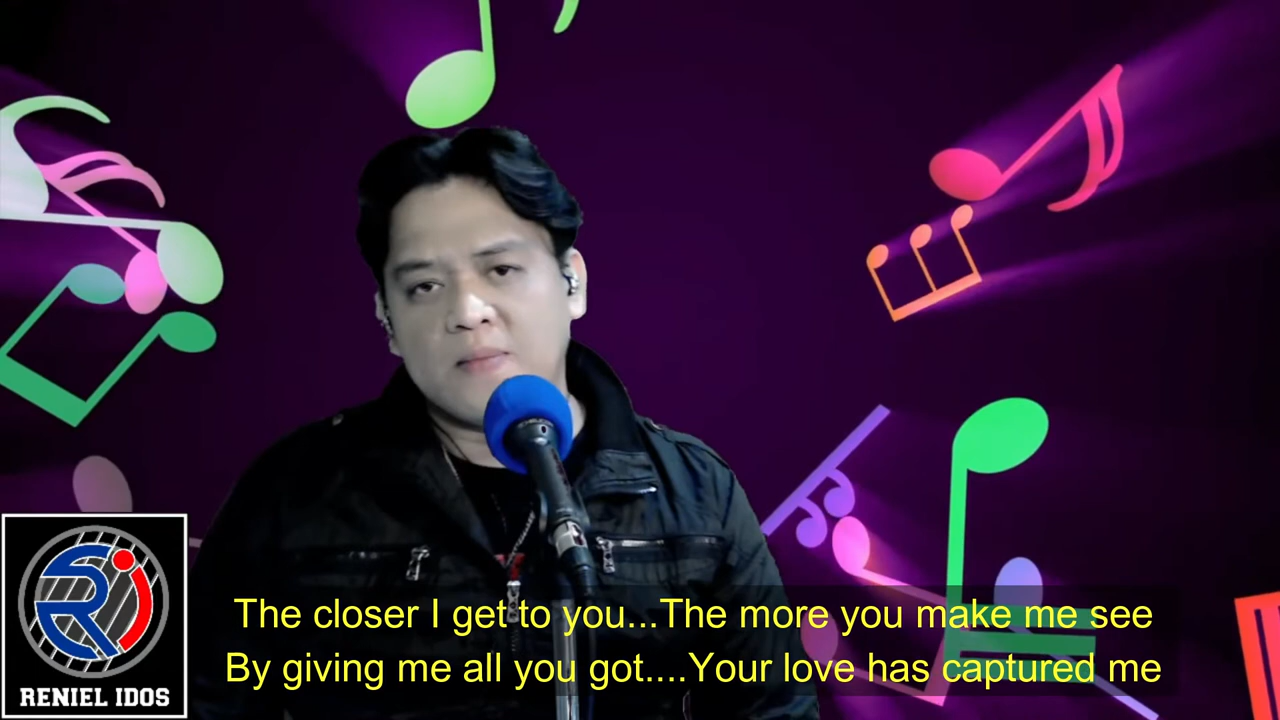 The closer I get to you...The more you make me see
By giving me all you got....Your love has captured me
RENIEL IDOS